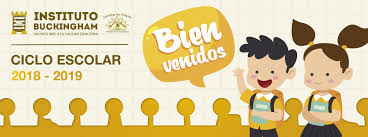 INSTITUTO
BUCKINGHAM
CICLO ESCOLAR
2018 - 2019
Bien
venidos